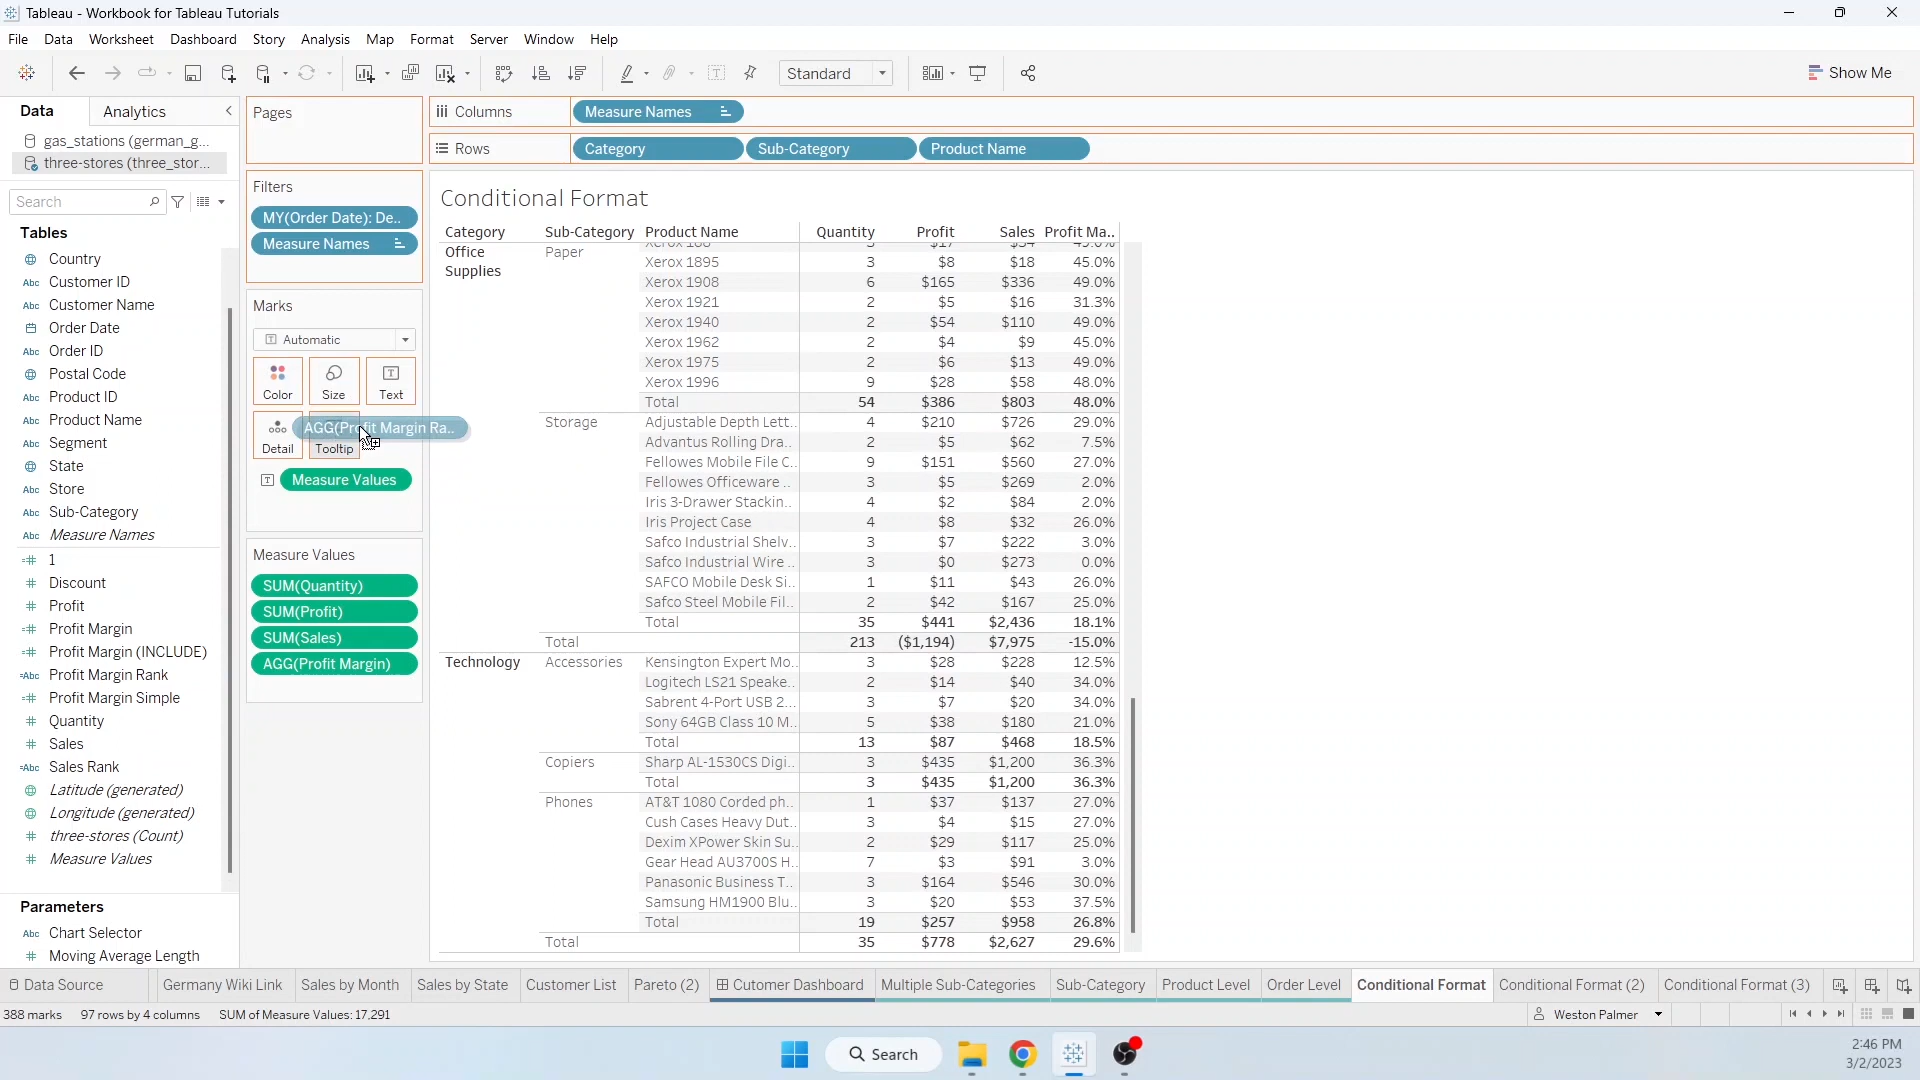 Tableau - Workbook for Tableau Tutorials
File Data Worksheet Dashboard Story Analysis Map Format Server Window Help
Standard
Show Me
Data Analytics
gas_stations (german_g...
three-stores (three_stor...
Search
Tables
Country
Abc Customer ID
Abc Customer Name
Order Date
Abc Order ID
Postal Code
Abc Product ID
Abc Product Name
Abc Segment
State
Abc Store
Abc Sub-Category
Abc Measure Names
=# 1
# Discount
# Profit
=# Profit Margin
=# Profit Margin (INCLUDE)
=Abc Profit Margin Rank
=# Profit Margin Simple
# Quantity
# Sales
=Abc Sales Rank
Latitude (generated)
Longitude (generated)
# three-stores (Count)
# Measure Values
Parameters
Abc Chart Selector
# Moving Average Length
Pages
Filters
MY(Order Date): De..
Measure Names
Marks
Automatic
Color Size Text
Detail Tooltip
AGG(Profit Margin Ra..
Measure Values
Measure Values
SUM(Quantity)
SUM(Profit)
SUM(Sales)
AGG(Profit Margin)
Columns Measure Names
Rows Category Sub-Category Product Name
Conditional Format
Category Sub-Category Product Name Quantity Profit Sales Profit Ma..
Office Supplies Paper
Xerox 1895 3 $8 $18 45.0%
Xerox 1908 6 $165 $336 49.0%
Xerox 1921 2 $5 $16 31.3%
Xerox 1940 2 $54 $110 49.0%
Xerox 1962 2 $4 $9 45.0%
Xerox 1975 2 $6 $13 49.0%
Xerox 1996 9 $28 $58 48.0%
Total 54 $386 $803 48.0%
Storage Adjustable Depth Lett.. 4 $210 $726 29.0%
Advantus Rolling Dra.. 2 $5 $62 7.5%
Fellowes Mobile File C.. 9 $151 $560 27.0%
Fellowes Officeware .. 3 $5 $269 2.0%
Iris 3-Drawer Stackin.. 4 $2 $84 2.0%
Iris Project Case 4 $8 $32 26.0%
Safco Industrial Shelv.. 3 $7 $222 3.0%
Safco Industrial Wire .. 3 $0 $273 0.0%
SAFCO Mobile Desk Si.. 1 $11 $43 26.0%
Safco Steel Mobile Fil.. 2 $42 $167 25.0%
Total 35 $441 $2,436 18.1%
Total 213 ($1,194) $7,975 -15.0%
Technology Accessories Kensington Expert Mo.. 3 $28 $228 12.5%
Logitech LS21 Speake.. 2 $14 $40 34.0%
Sabrent 4-Port USB 2... 3 $7 $20 34.0%
Sony 64GB Class 10 M.. 5 $38 $180 21.0%
Total 13 $87 $468 18.5%
Copiers Sharp AL-1530CS Digi.. 3 $435 $1,200 36.3%
Total 3 $435 $1,200 36.3%
Phones AT&T 1080 Corded ph.. 1 $37 $137 27.0%
Cush Cases Heavy Dut.. 3 $4 $15 27.0%
Dexim XPower Skin Su.. 2 $29 $117 25.0%
Gear Head AU3700S H.. 7 $3 $91 3.0%
Panasonic Business T.. 3 $164 $546 30.0%
Samsung HM1900 Blu.. 3 $20 $53 37.5%
Total 19 $257 $958 26.8%
Total 35 $778 $2,627 29.6%
Data Source Germany Wiki Link Sales by Month Sales by State Customer List Pareto (2) Cutomer Dashboard Multiple Sub-Categories Sub-Category Product Level Order Level Conditional Format Conditional Format (2) Conditional Format (3)
388 marks 97 rows by 4 columns SUM of Measure Values: 17,291 Weston Palmer
Search
2:46 PM
3/2/2023